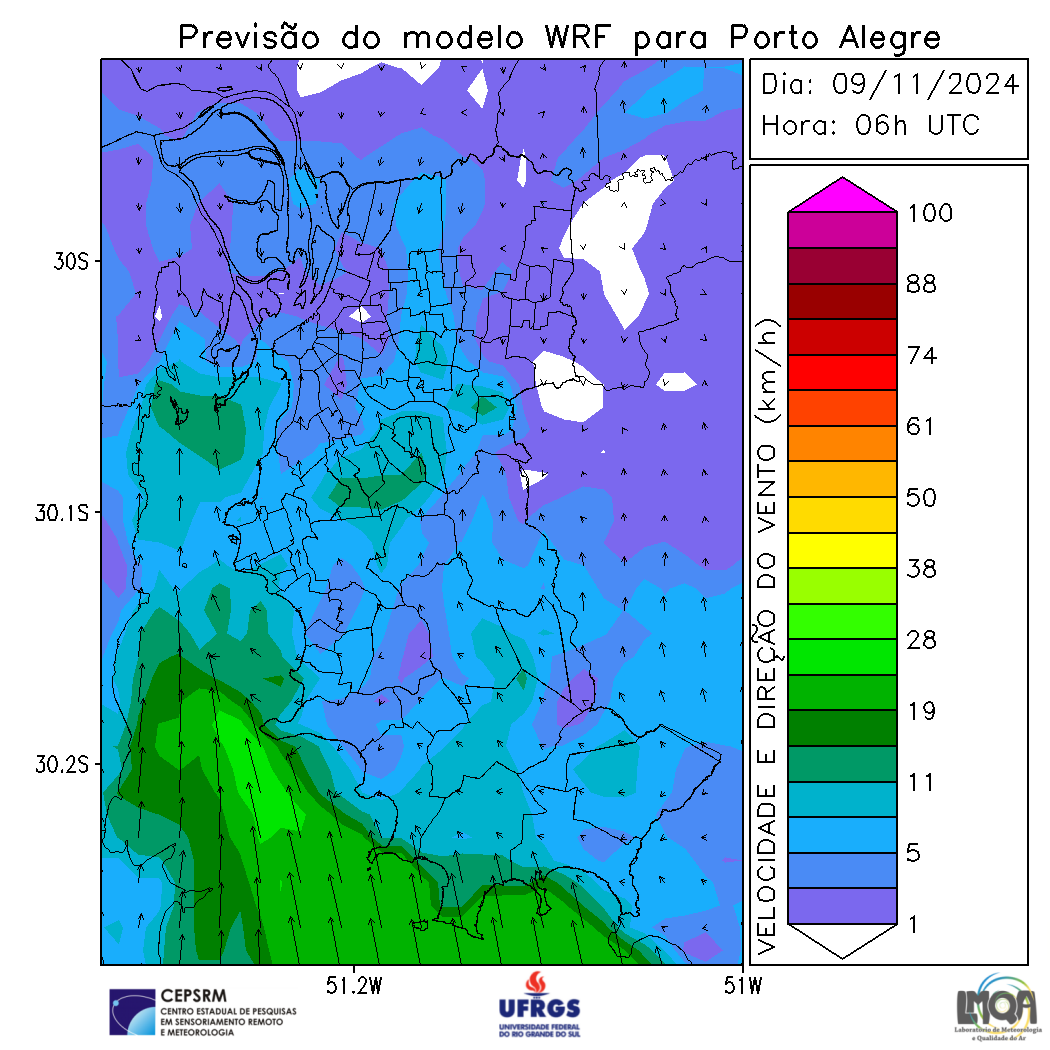 Previsão do modelo WRF para Porto Alegre
Dia: 09/11/2024
Hora: 06h UTC
30S
30.1S
30.2S
51.2W
51W
VELOCIDADE E DIREÇÃO DO VENTO (km/h)
100
88
74
61
50
38
28
19
11
5
1
CEPSRM
CENTRO ESTADUAL DE PESQUISAS
EM SENSORIAMENTO REMOTO
E METEOROLOGIA
UFRGS
UNIVERSIDADE FEDERAL
DO RIO GRANDE DO SUL
LMQA
Laboratório de Meteorologia
e Qualidade do Ar